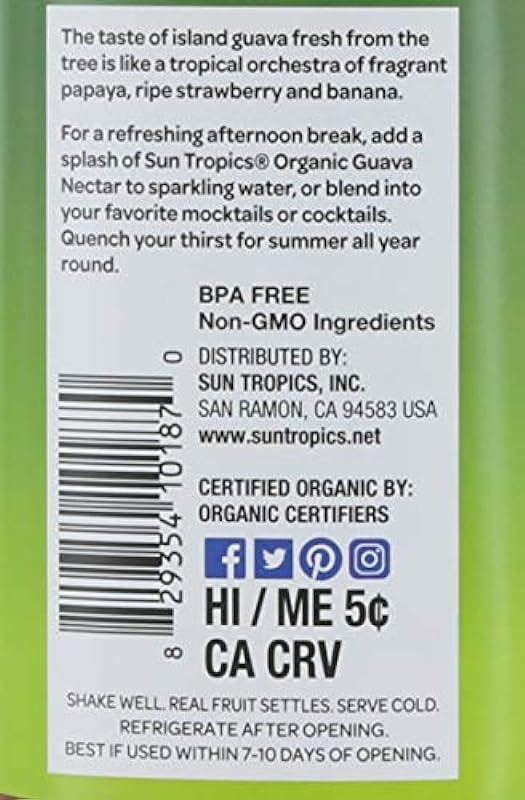 The taste of island guava fresh from the
tree is like a tropical orchestra of fragrant
papaya, ripe strawberry and banana.
For a refreshing afternoon break, add a
splash of Sun Tropics® Organic Guava
Nectar to sparkling water, or blend into
your favorite mocktails or cocktails.
Quench your thirst for summer all year
round.
BPA FREE
Non-GMO Ingredients
DISTRIBUTED BY:
SUN TROPICS, INC.
SAN RAMON, CA 94583 USA
www.suntropics.net
CERTIFIED ORGANIC BY:
ORGANIC CERTIFIERS
HI / ME 5¢
CA CRV
8 29354 10187 0
SHAKE WELL. REAL FRUIT SETTLES. SERVE COLD.
REFRIGERATE AFTER OPENING.
BEST IF USED WITHIN 7-10 DAYS OF OPENING.